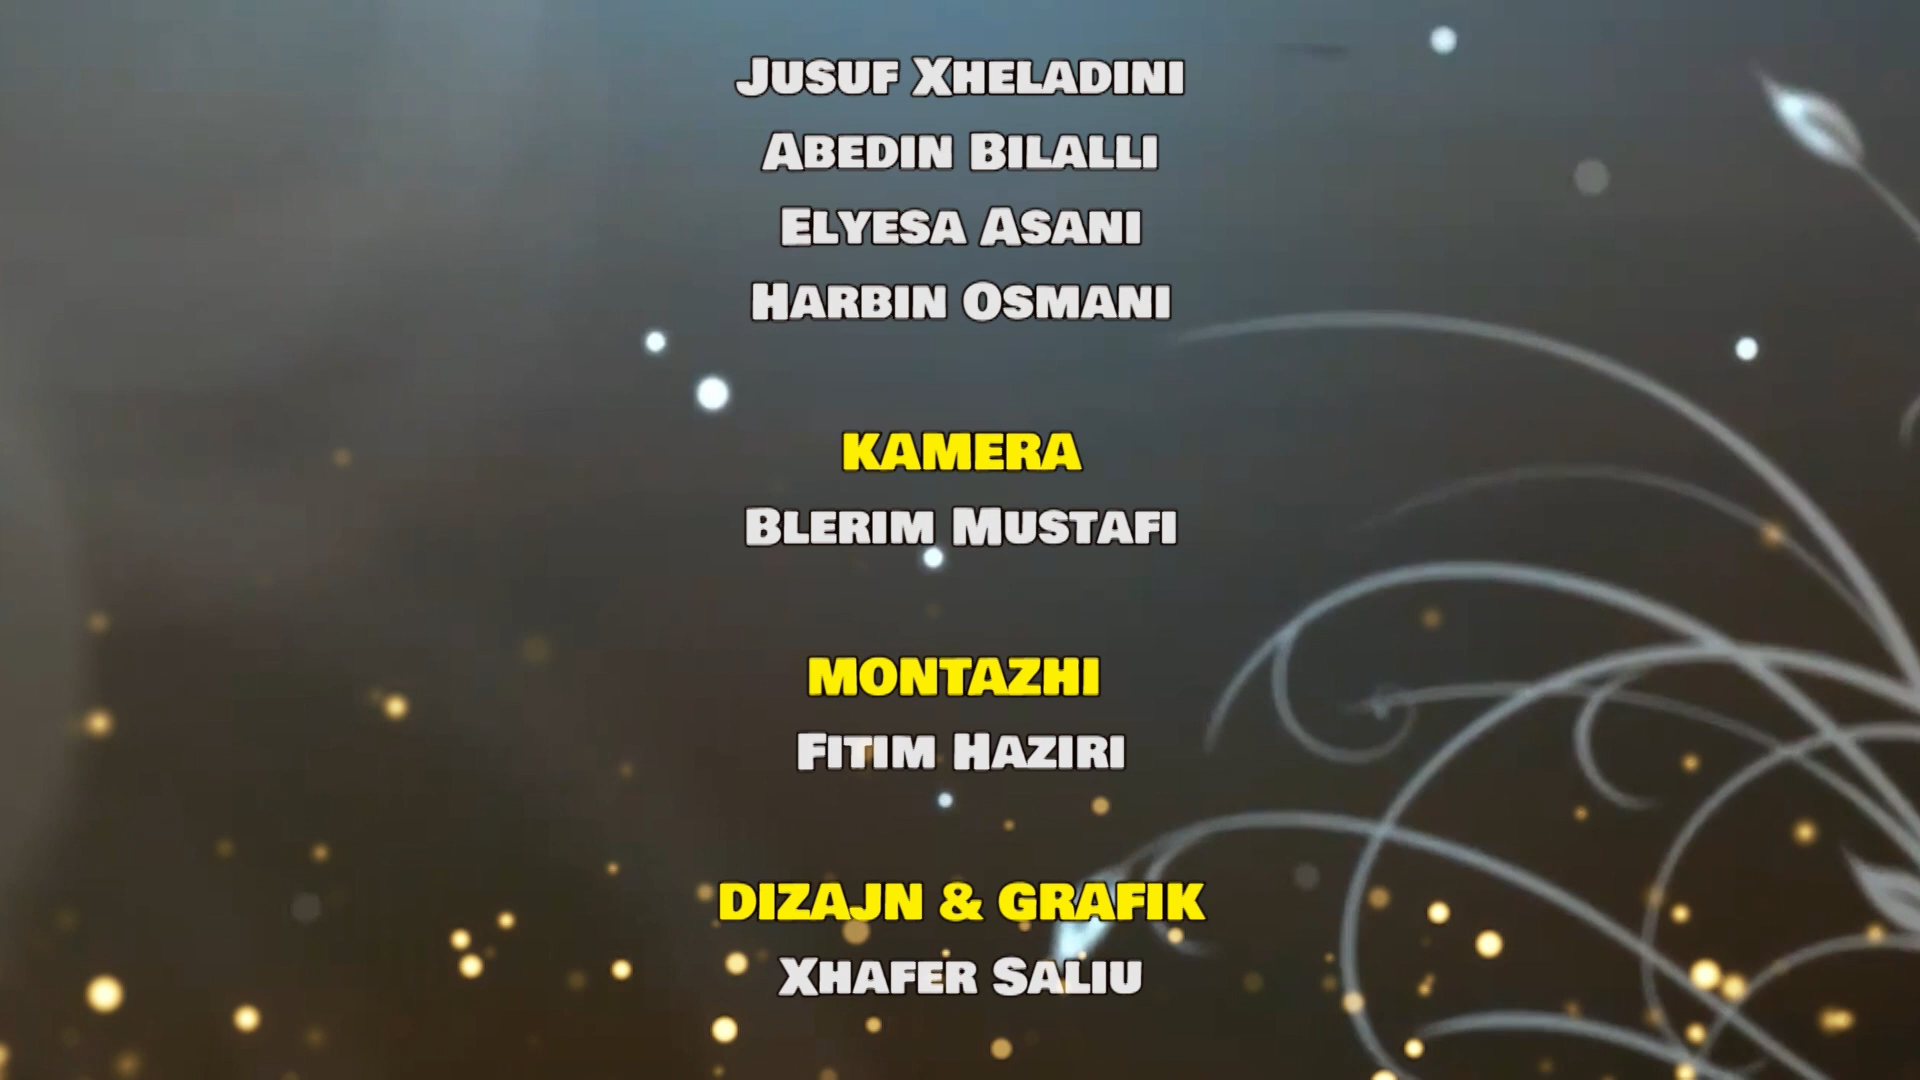 Jusuf Xheladini
Abedin Bilalli
Elyesa Asani
Harbin Osmani
KAMERA
Blerim Mustafi
MONTAZHI
Fitim Haziri
DIZAJN & GRAFIK
Xhafer Saliu